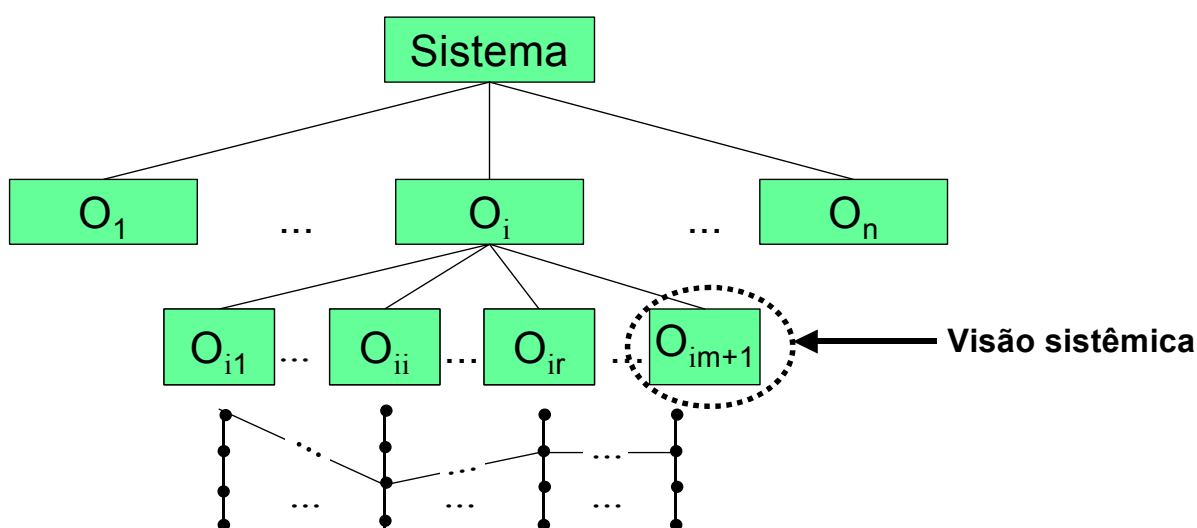 Sistema
O1 ... Oi ... On
Oi1 ... Oii ... Oir ... Oim+1 Visão sistêmica
... ... ...
... ... ...